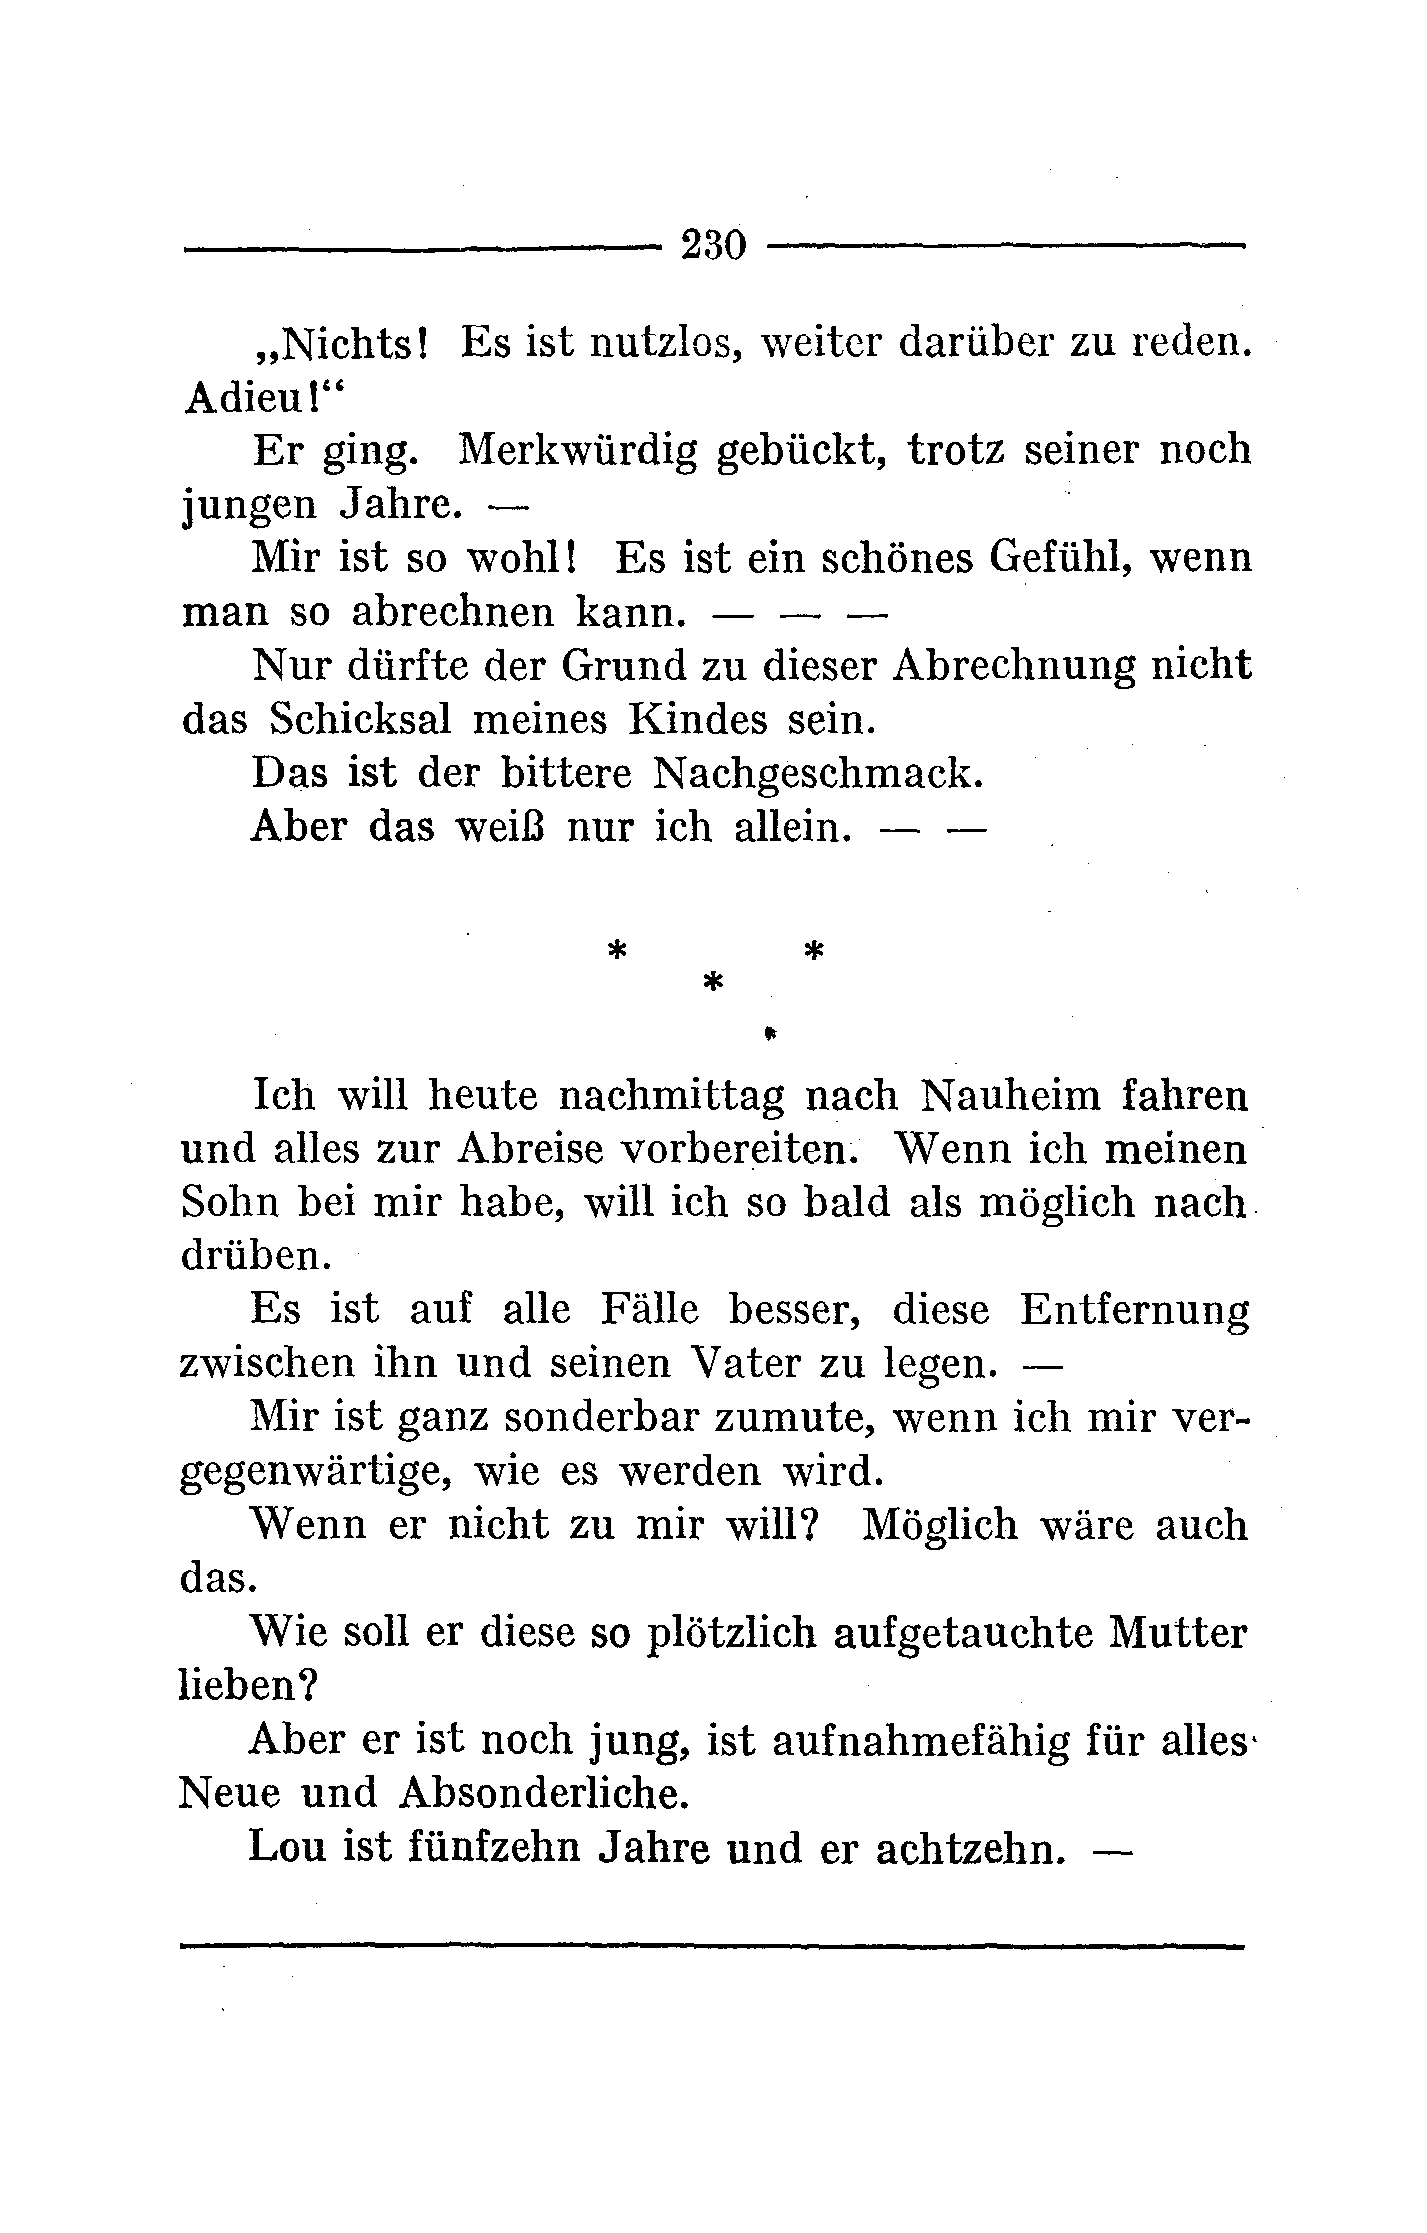 230
„Nichts! Es ist nutzlos, weiter darüber zu reden.
Adieu!“
Er ging. Merkwürdig gebückt, trotz seiner noch
jungen Jahre. —
Mir ist so wohl! Es ist ein schönes Gefühl, wenn
man so abrechnen kann. — — —
Nur dürfte der Grund zu dieser Abrechnung nicht
das Schicksal meines Kindes sein.
Das ist der bittere Nachgeschmack.
Aber das weiß nur ich allein. — —
* *
*
Ich will heute nachmittag nach Nauheim fahren
und alles zur Abreise vorbereiten. Wenn ich meinen
Sohn bei mir habe, will ich so bald als möglich nach
drüben.
Es ist auf alle Fälle besser, diese Entfernung
zwischen ihn und seinen Vater zu legen. —
Mir ist ganz sonderbar zumute, wenn ich mir ver-
gegenwärtige, wie es werden wird.
Wenn er nicht zu mir will? Möglich wäre auch
das.
Wie soll er diese so plötzlich aufgetauchte Mutter
lieben?
Aber er ist noch jung, ist aufnahmefähig für alles
Neue und Absonderliche.
Lou ist fünfzehn Jahre und er achtzehn. —